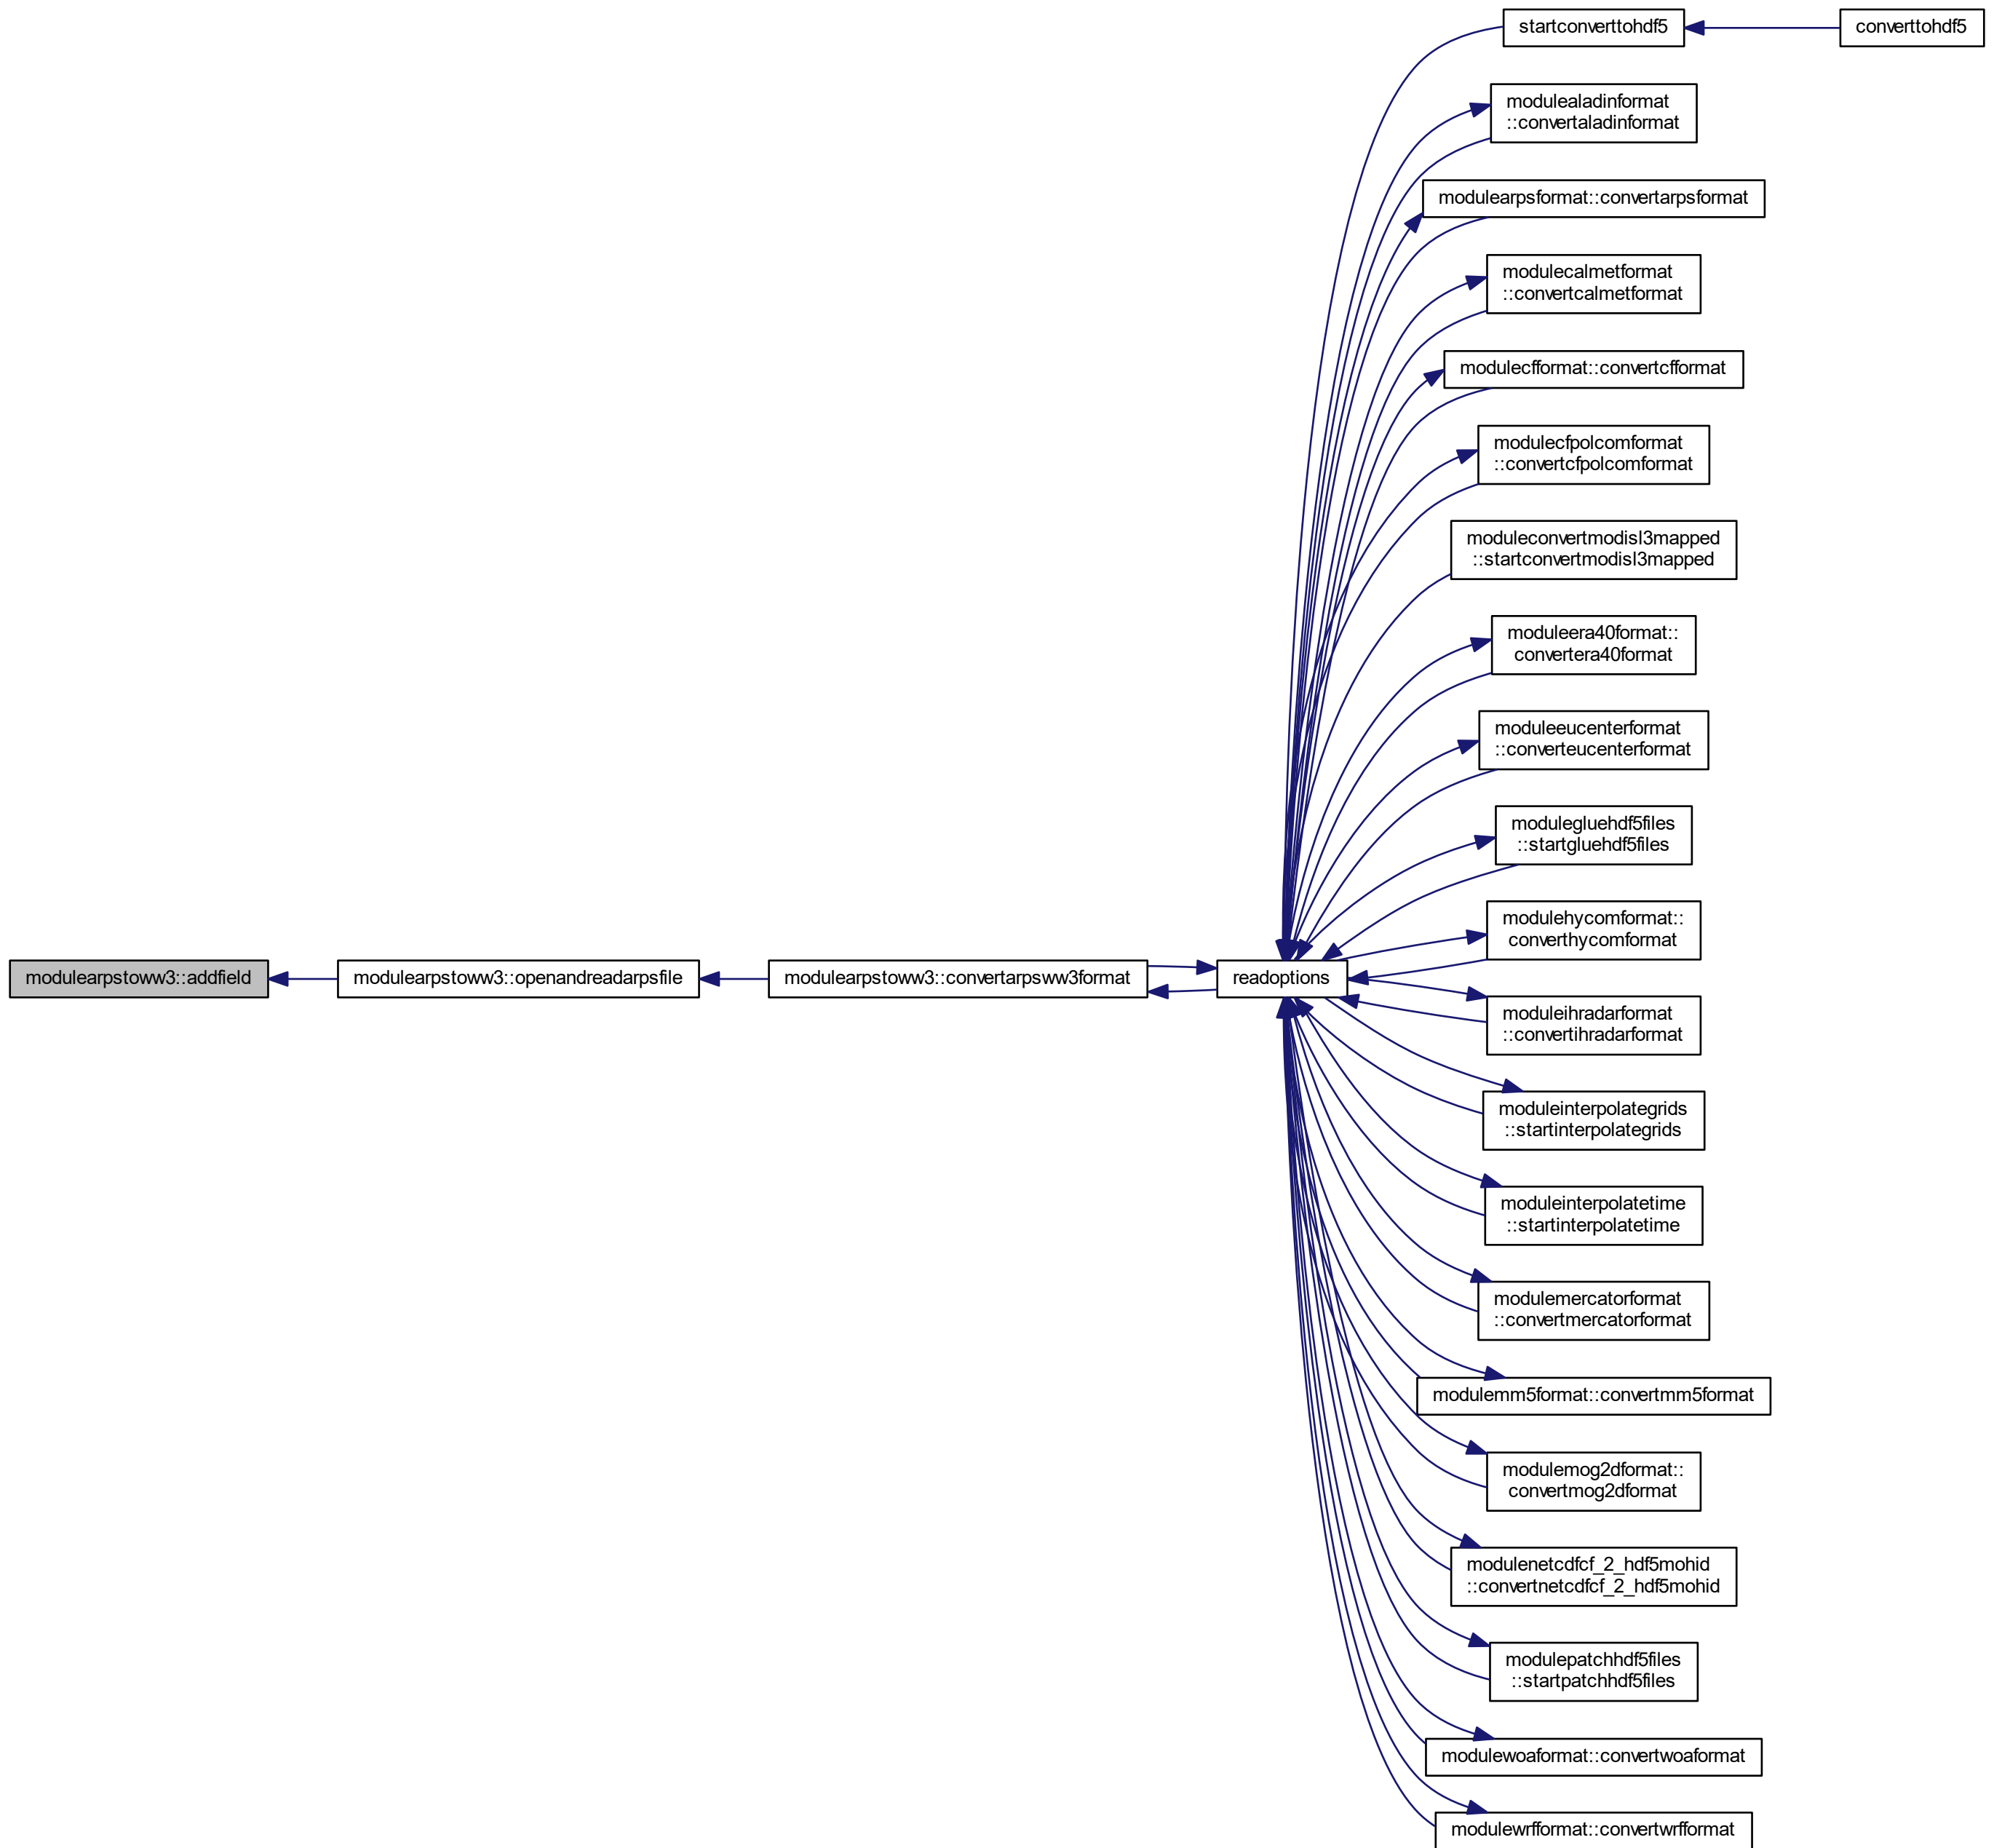 startconverttohdf5
converttohdf5
modulealadinformat
::convertaladinformat
modulearpsformat::convertarpsformat
modulecalmetformat
::convertcalmetformat
modulecfformat::convertcfformat
modulecfpolcomformat
::convertcfpolcomformat
moduleconvertmodisl3mapped
::startconvertmodisl3mapped
moduleera40format::
convertera40format
moduleeucenterformat
::converteucenterformat
modulegluehdf5files
::startgluehdf5files
modulehycomformat::
converthycomformat
modulearpstoww3::addfield
modulearpstoww3::openandreadarpsfile
modulearpstoww3::convertarpsww3format
readoptions
moduleihradarformat
::convertihradarformat
moduleinterpolategrids
::startinterpolategrids
moduleinterpolatetime
::startinterpolatetime
modulemercatorformat
::convertmercatorformat
modulemm5format::convertmm5format
modulemog2dformat::
convertmog2dformat
modulenetcdfcf_2_hdf5mohid
::convertnetcdfcf_2_hdf5mohid
modulepatchhdf5files
::startpatchhdf5files
modulewoaformat::convertwoaformat
modulewrfformat::convertwrfformat